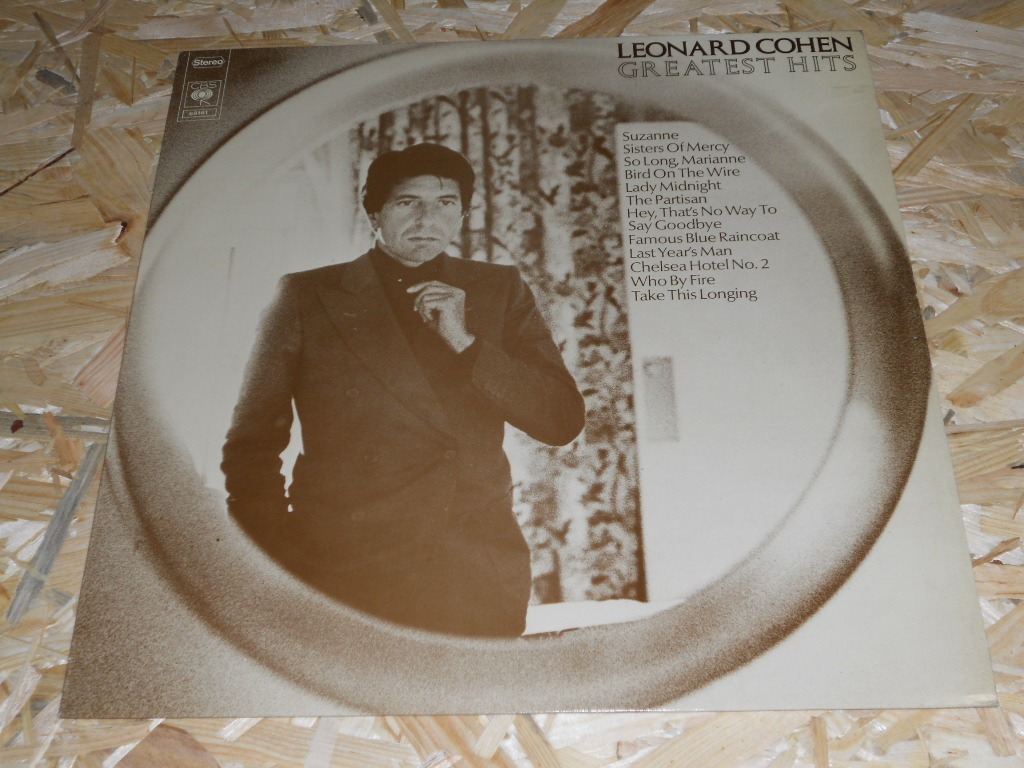 Stereo
CBS
LEONARD COHEN
GREATEST HITS
Suzanne
Sisters Of Mercy
So Long, Marianne
Bird On The Wire
Lady Midnight
The Partisan
Hey, That's No Way To
Say Goodbye
Famous Blue Raincoat
Last Year's Man
Chelsea Hotel No. 2
Who By Fire
Take This Longing